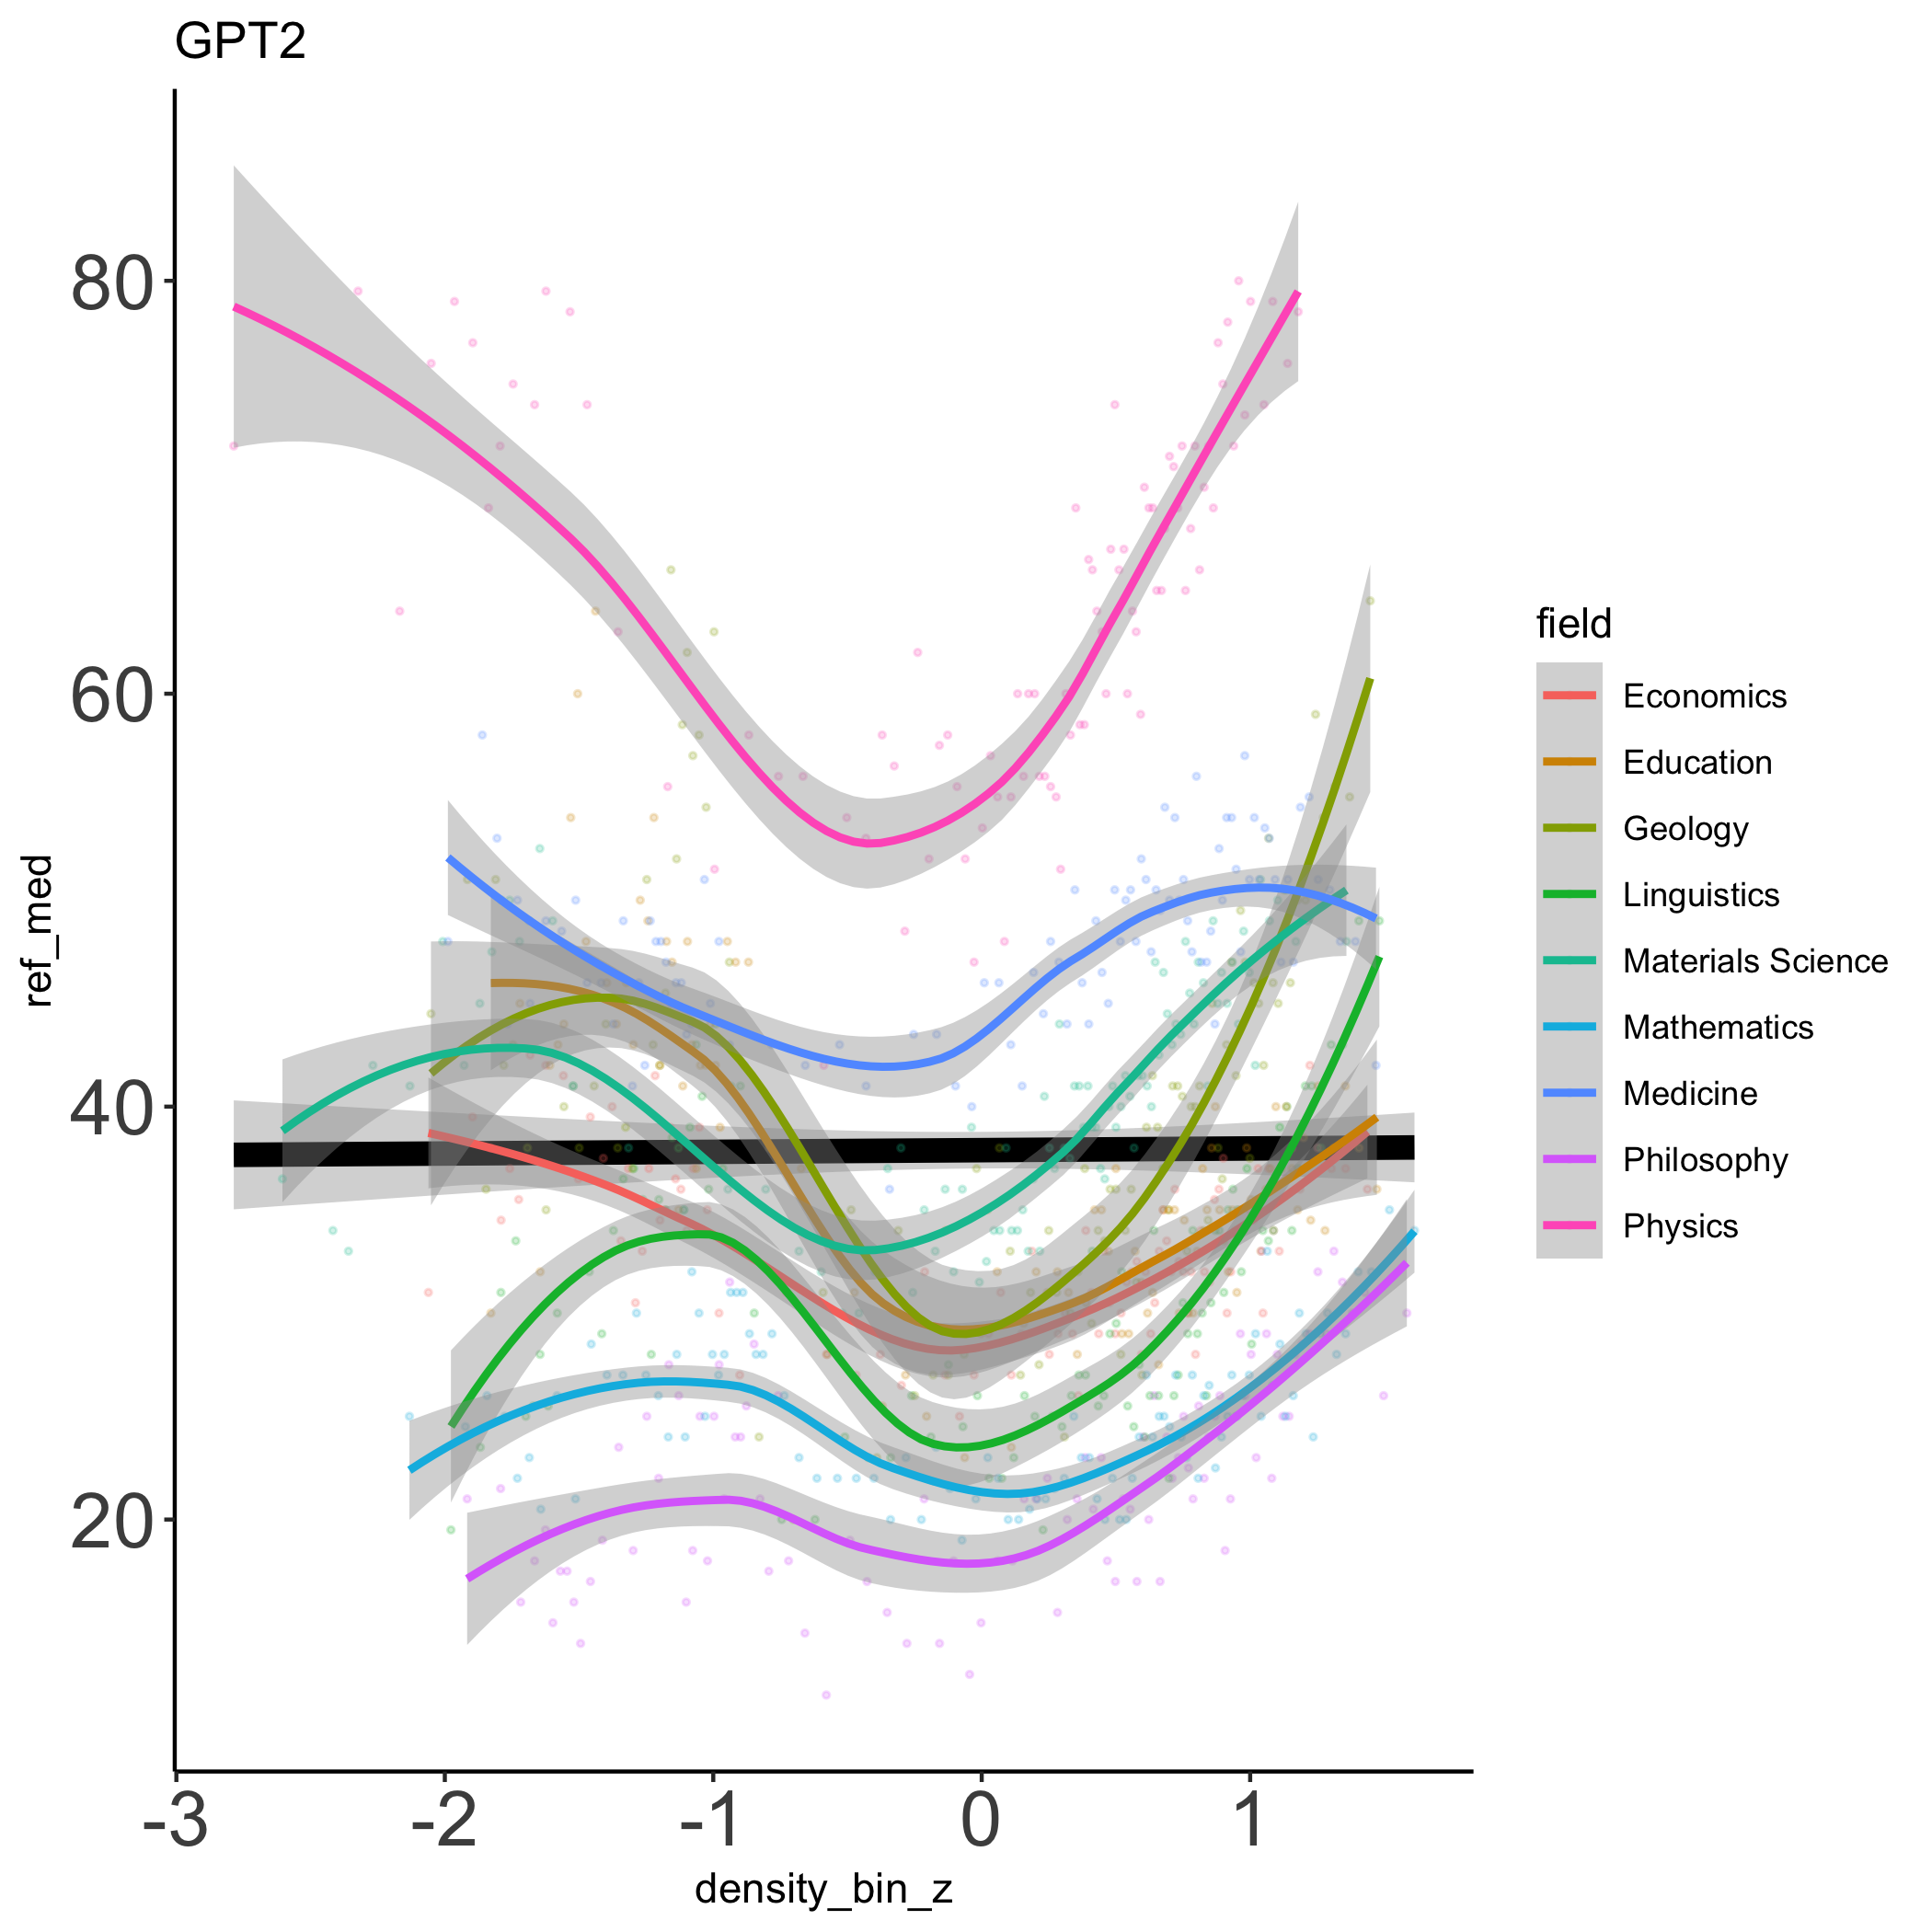 GPT2
80
60
40
20
ref_med
-3
-2
-1
0
1
density_bin_z
field
Economics
Education
Geology
Linguistics
Materials Science
Mathematics
Medicine
Philosophy
Physics